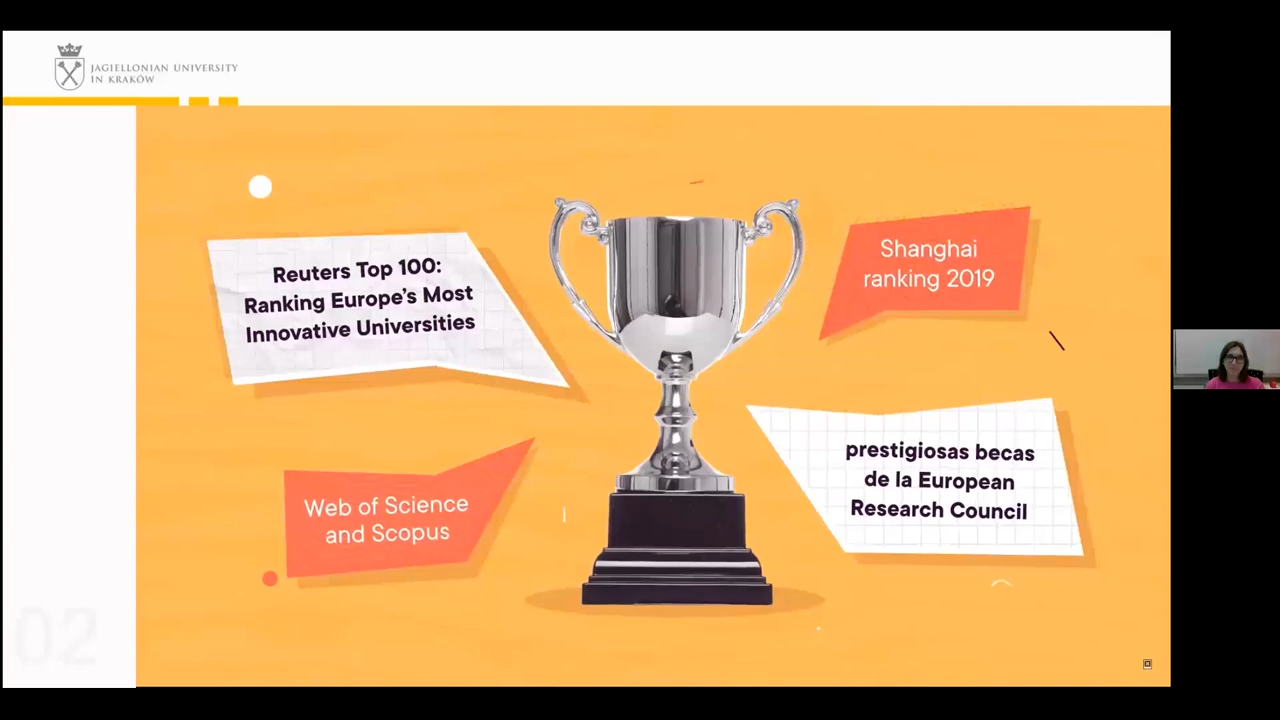 JAGIELLONIAN UNIVERSITY
IN KRAKÓW
Reuters Top 100:
Ranking Europe's Most
Innovative Universities
Shanghai
ranking 2019
Web of Science
and Scopus
prestigiosas becas
de la European
Research Council
02